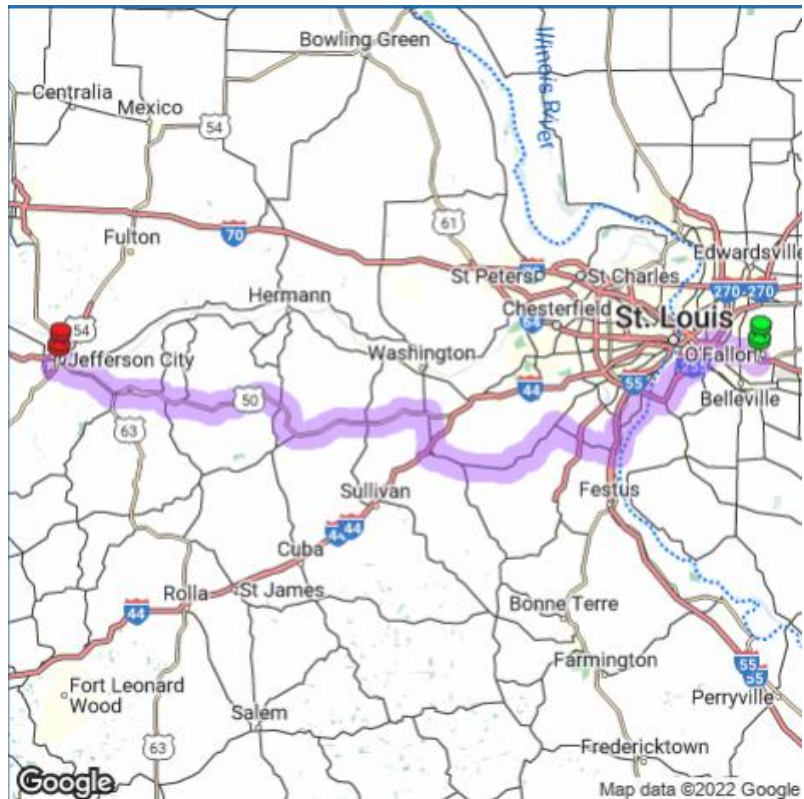 Bowling Green
Illinois River
Centralia
Mexico
54
61
Fulton
70
Edwardsville
St Peters
St Charles
270-270
Hermann
Chesterfield
St. Louis
64
54
Jefferson City
Washington
O'Fallon
44
55
Belleville
50
63
Sullivan
Festus
44
Cuba
Rolla
St James
44
Bonne Terre
Farmington
55
55
Fort Leonard
Wood
Perryville
Salem
63
Fredericktown
Google
Map data ©2022 Google